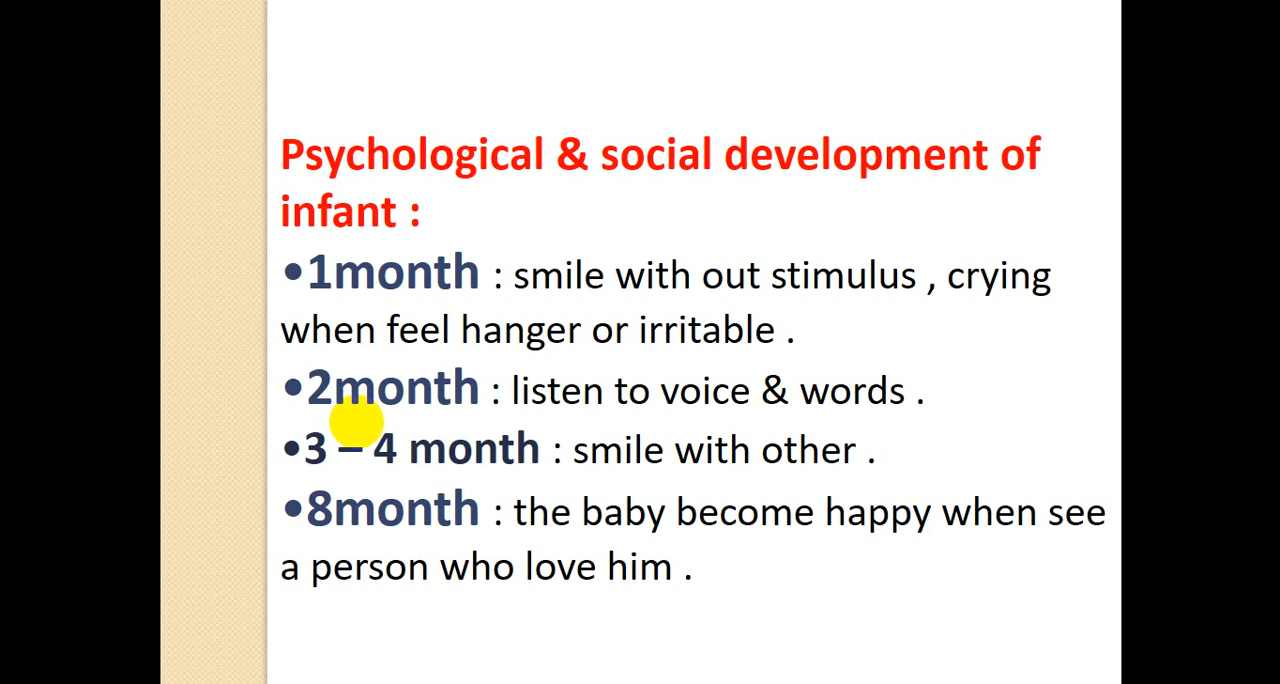 Psychological & social development of
infant :
•1month : smile with out stimulus , crying
when feel hanger or irritable .
•2month : listen to voice & words .
•3 – 4 month : smile with other .
•8month : the baby become happy when see
a person who love him .